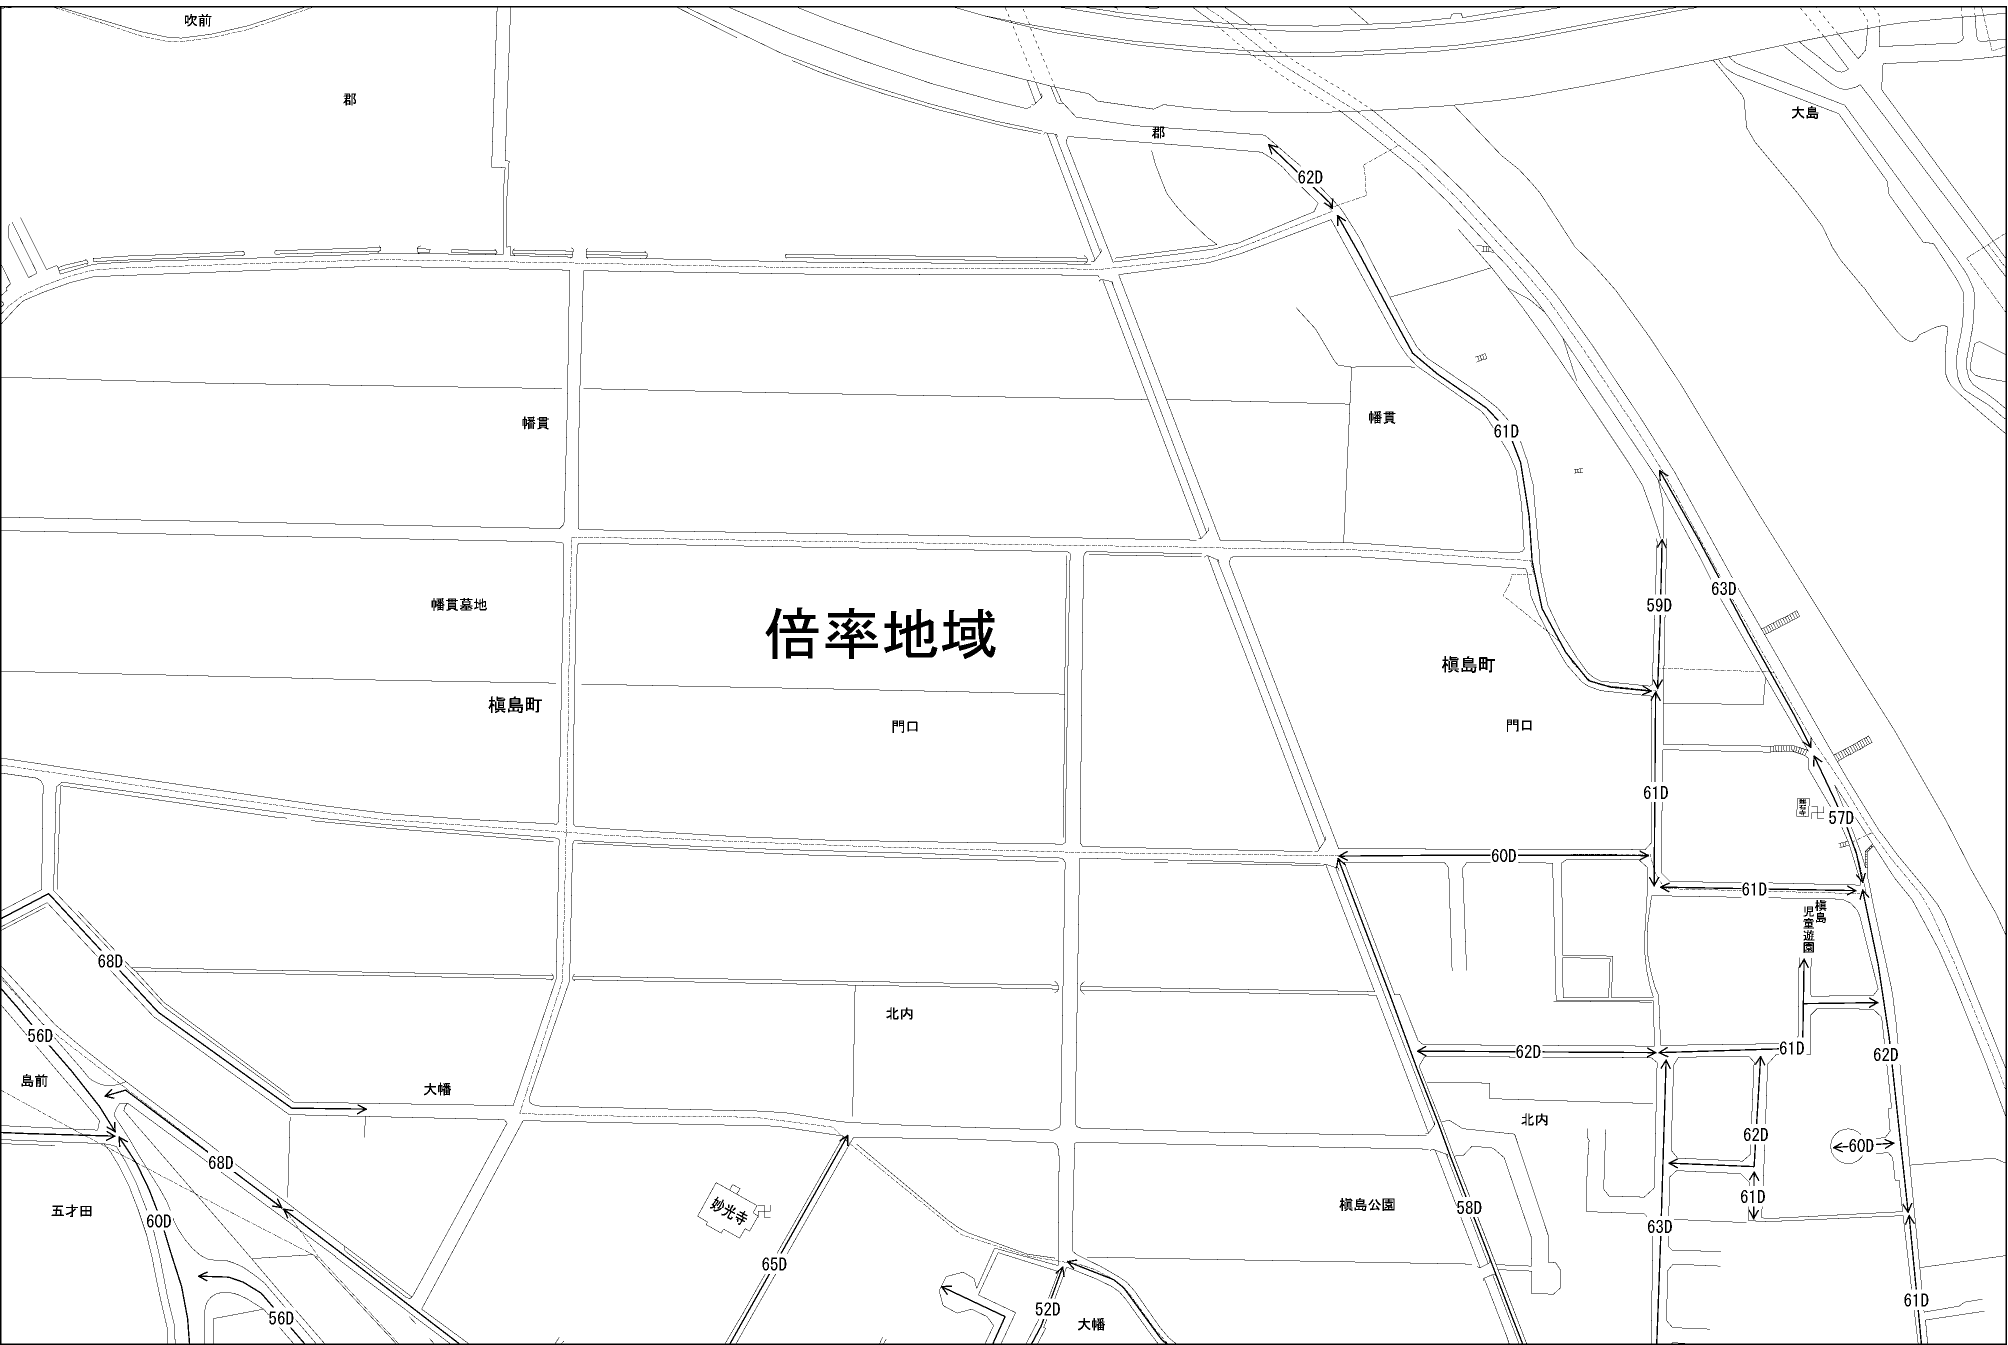 吹前
郡
大島
郡
62D
幡貫
幡貫
61D
63D
59D
幡貫墓地
倍率地域
槇島町
槇島町
門口
門口
61D
57D
60D
61D
槇島
児童遊園
68D
56D
北内
62D
61D
62D
島前
大幡
北内
62D
60D
68D
61D
五才田
60D
妙光寺
槇島公園
58D
63D
65D
56D
52D
大幡
61D